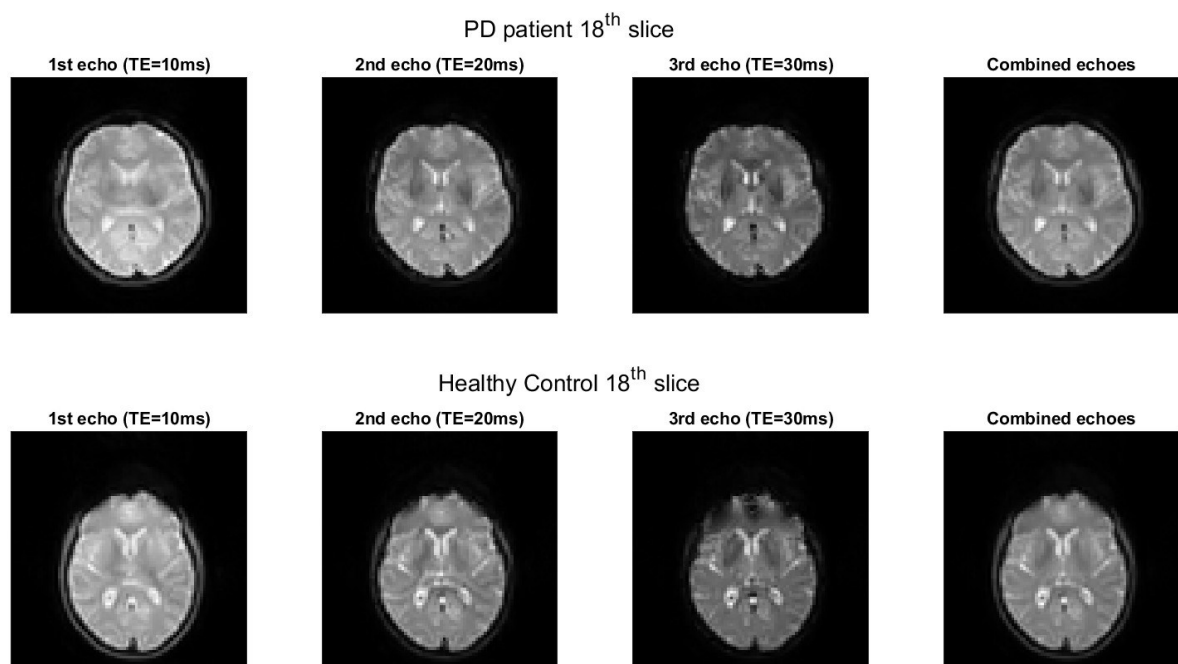 PD patient 18th slice
1st echo (TE=10ms) 2nd echo (TE=20ms) 3rd echo (TE=30ms) Combined echoes
Healthy Control 18th slice
1st echo (TE=10ms) 2nd echo (TE=20ms) 3rd echo (TE=30ms) Combined echoes